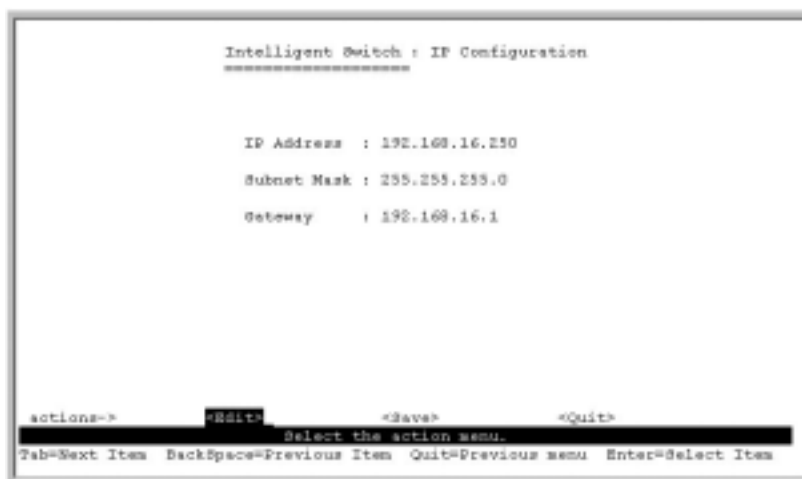 Intelligent Switch : IP Configuration
===================
IP Address : 192.168.16.250
Subnet Mask : 255.255.255.0
Gateway : 192.168.16.1
actions-> <Edit> <Save> <Quit>
Select the action menu.
Tab=Next Item BackSpace=Previous Item Quit=Previous menu Enter=Select Item